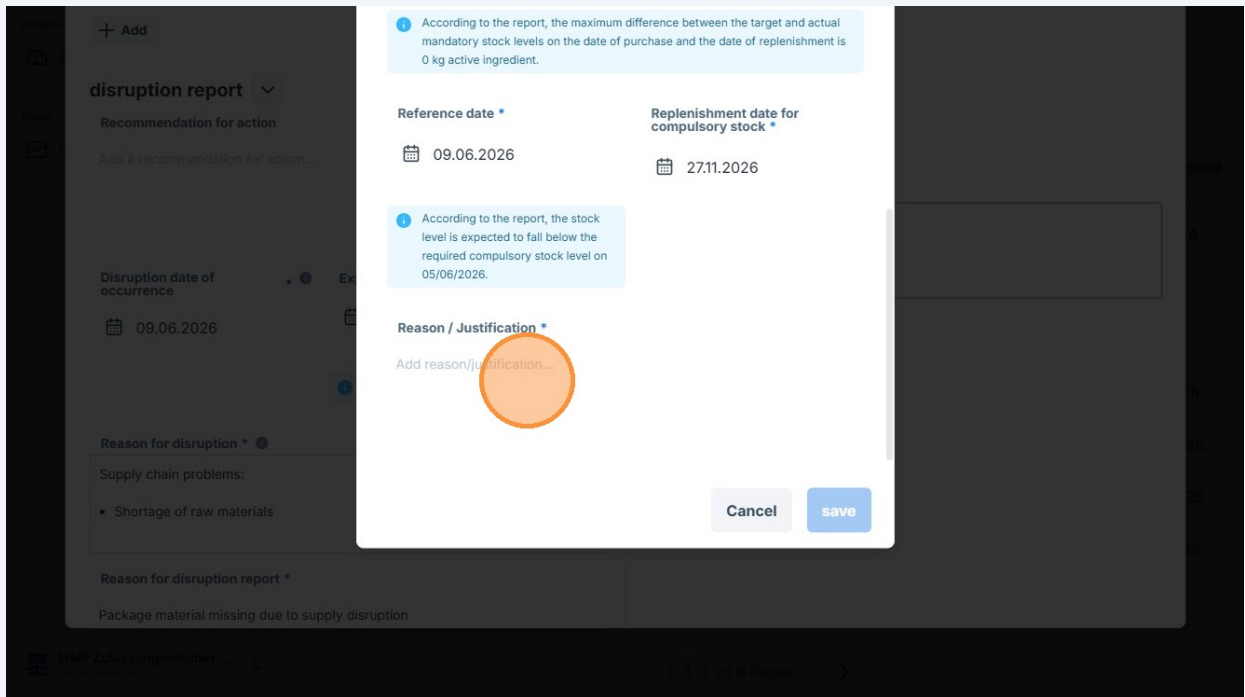 + Add
According to the report, the maximum difference between the target and actual
mandatory stock levels on the date of purchase and the date of replenishment is
0 kg active ingredient.
disruption report
Recommendation for action
Add a recommendation for action...
Reference date *
09.06.2026
Replenishment date for
compulsory stock *
27.11.2026
According to the report, the stock
level is expected to fall below the
required compulsory stock level on
05/06/2026.
Disruption date of
occurrence *
Ex
09.06.2026
Reason / Justification *
Add reason/justification...
Reason for disruption *
Supply chain problems:
• Shortage of raw materials
Cancel
save
Reason for disruption report *
Package material missing due to supply disruption
HMP Zulassungsinhaber
1 of 6 Pages